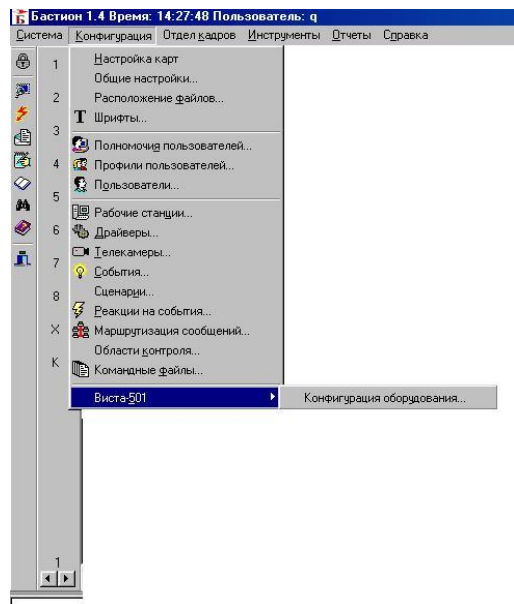 Бастион 1.4 Время: 14:27:48 Пользователь: q
Система Конфигурация Отдел кадров Инструменты Отчеты Справка
1
2
3
4
5
6
7
8
X
K
1
Настройка карт
Общие настройки...
Расположение файлов...
Шрифты...
Полномочия пользователей...
Профили пользователей...
Пользователи...
Рабочие станции...
Драйверы...
Телекамеры...
События...
Сценарии...
Реакции на события...
Маршрутизация сообщений...
Области контроля...
Командные файлы...
Виста-501
Конфигурация оборудования...